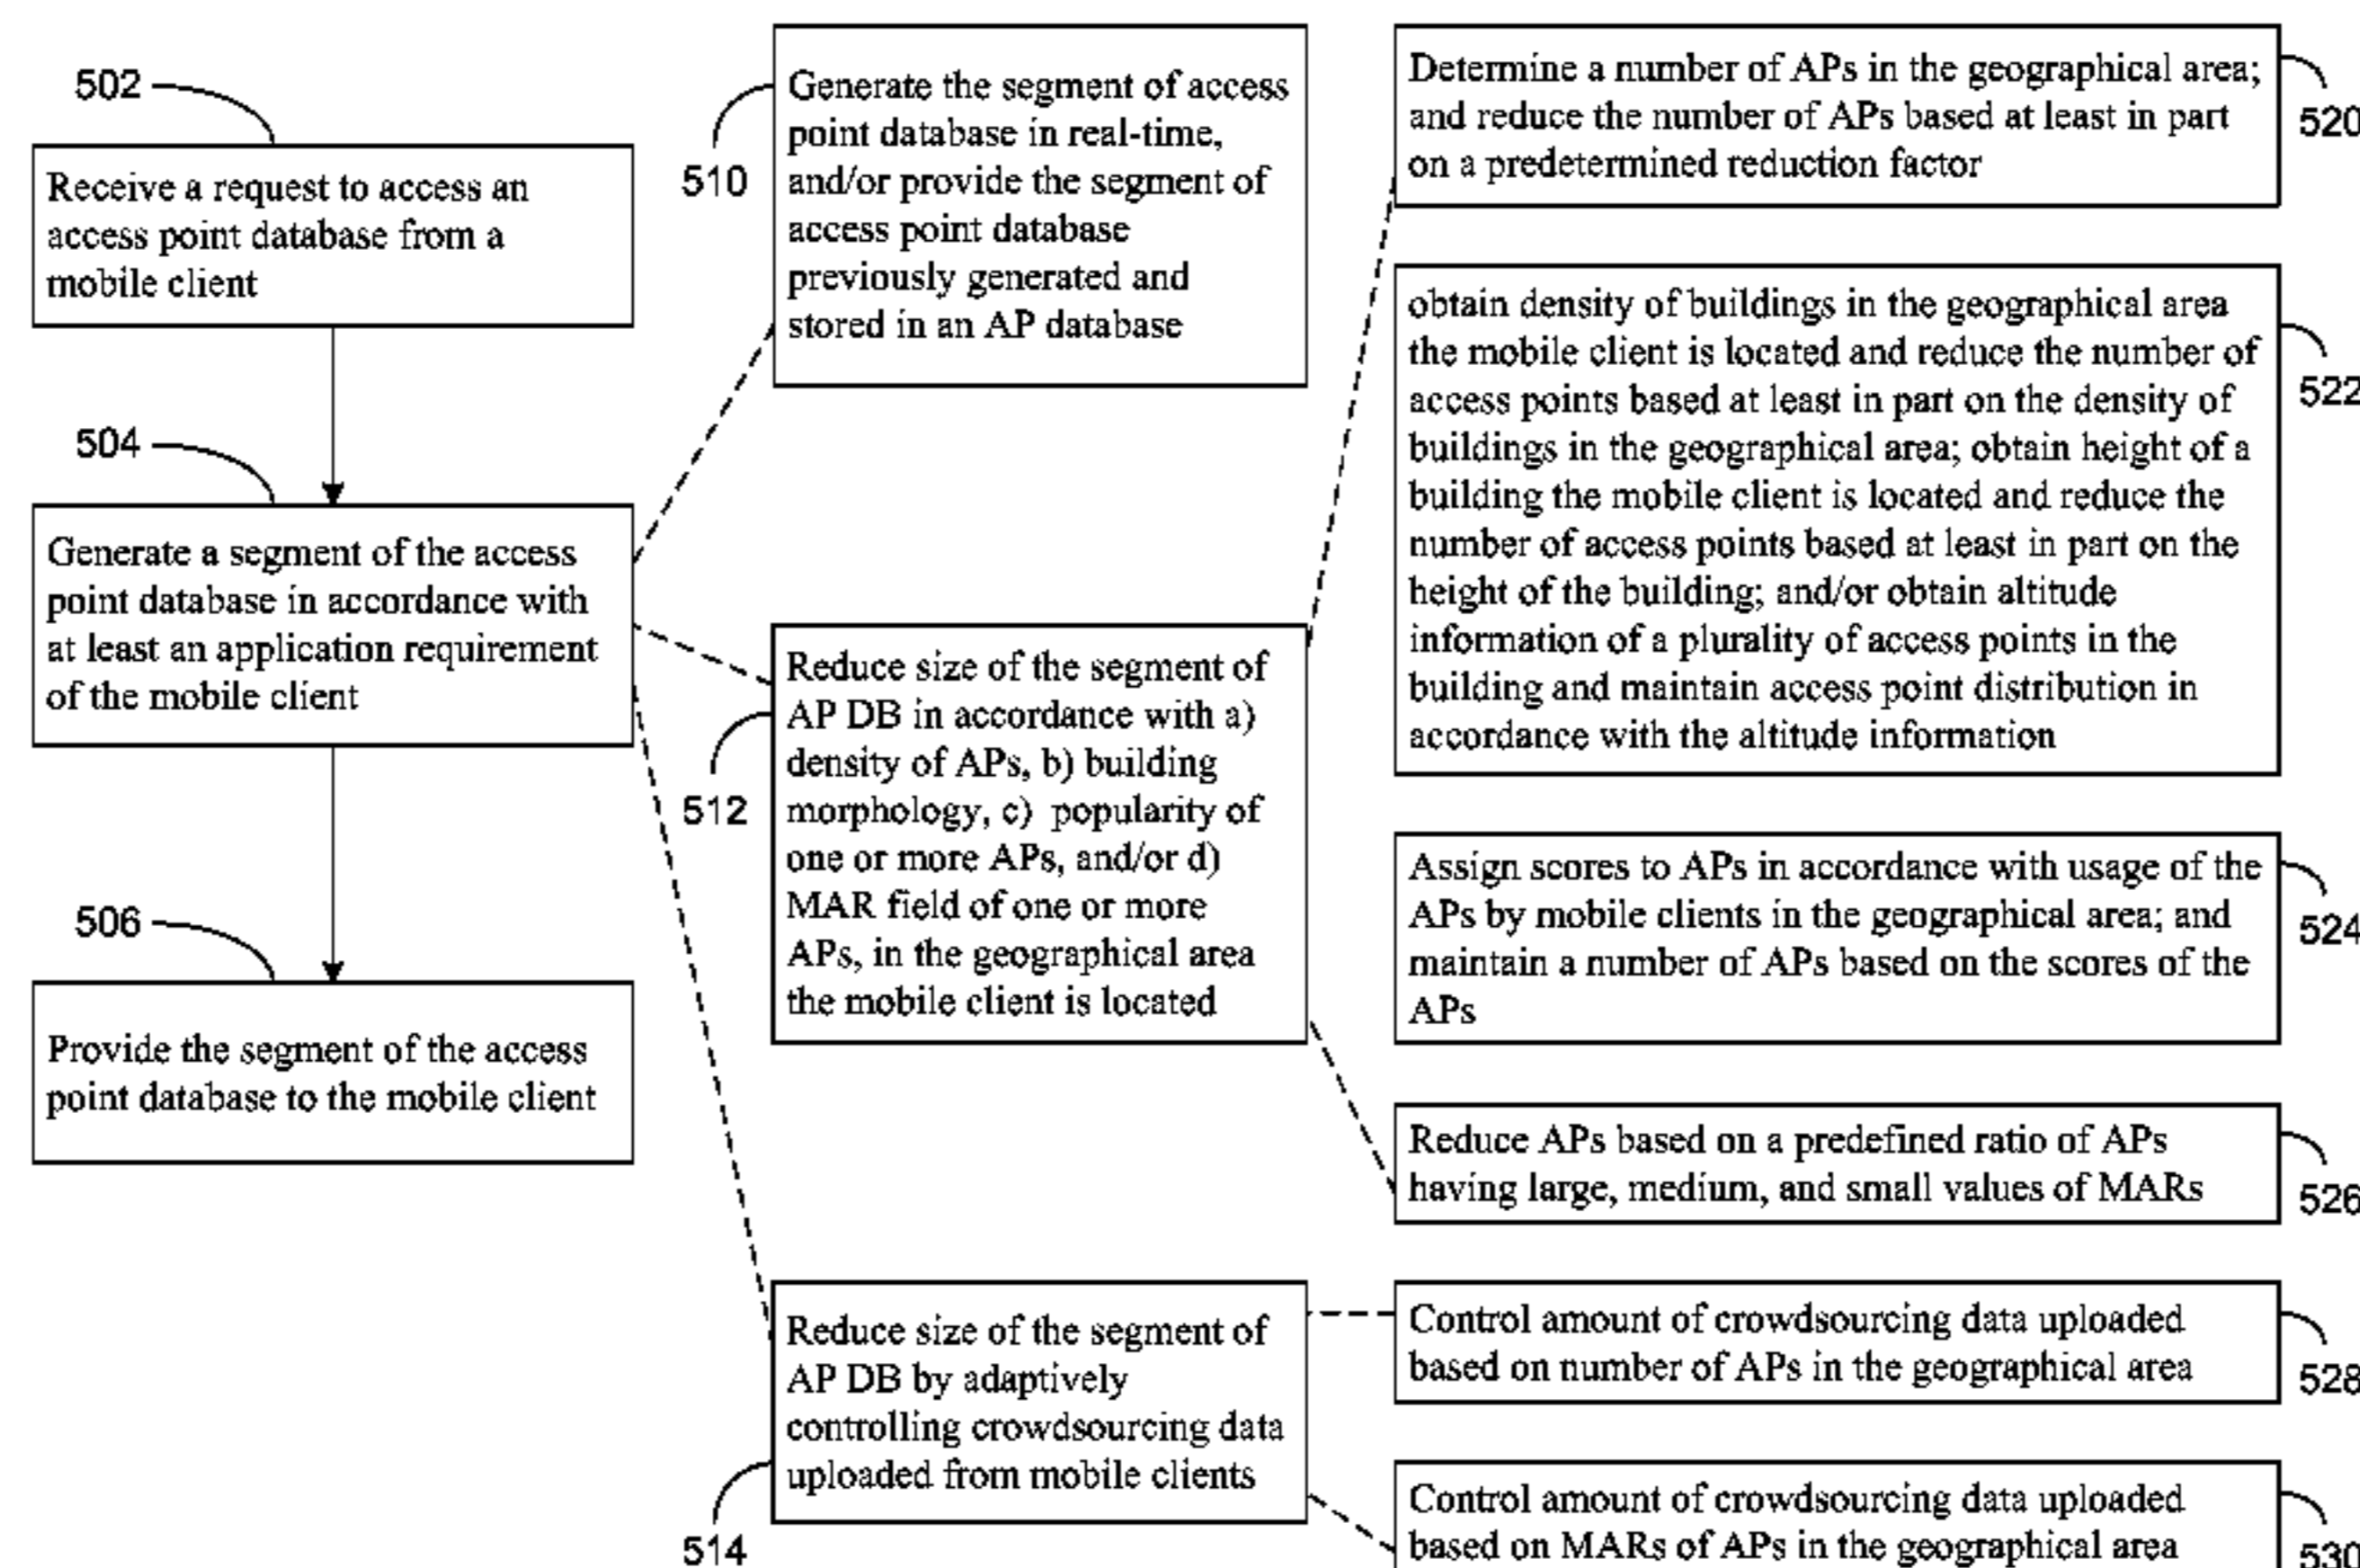 502
Receive a request to access an
access point database from a
mobile client
504
Generate a segment of the access
point database in accordance with
at least an application requirement
of the mobile client
506
Provide the segment of the access
point database to the mobile client
510
Generate the segment of access
point database in real-time,
and/or provide the segment of
access point database
previously generated and
stored in an AP database
512
Reduce size of the segment of
AP DB in accordance with a)
density of APs, b) building
morphology, c) popularity of
one or more APs, and/or d)
MAR field of one or more
APs, in the geographical area
the mobile client is located
514
Reduce size of the segment of
AP DB by adaptively
controlling crowdsourcing data
uploaded from mobile clients
Determine a number of APs in the geographical area;
and reduce the number of APs based at least in part
on a predetermined reduction factor
520
obtain density of buildings in the geographical area
the mobile client is located and reduce the number of
access points based at least in part on the density of
buildings in the geographical area; obtain height of a
building the mobile client is located and reduce the
number of access points based at least in part on the
height of the building; and/or obtain altitude
information of a plurality of access points in the
building and maintain access point distribution in
accordance with the altitude information
522
Assign scores to APs in accordance with usage of the
APs by mobile clients in the geographical area; and
maintain a number of APs based on the scores of the
APs
524
Reduce APs based on a predefined ratio of APs
having large, medium, and small values of MARs
526
Control amount of crowdsourcing data uploaded
based on number of APs in the geographical area
528
Control amount of crowdsourcing data uploaded
based on MARs of APs in the geographical area
530